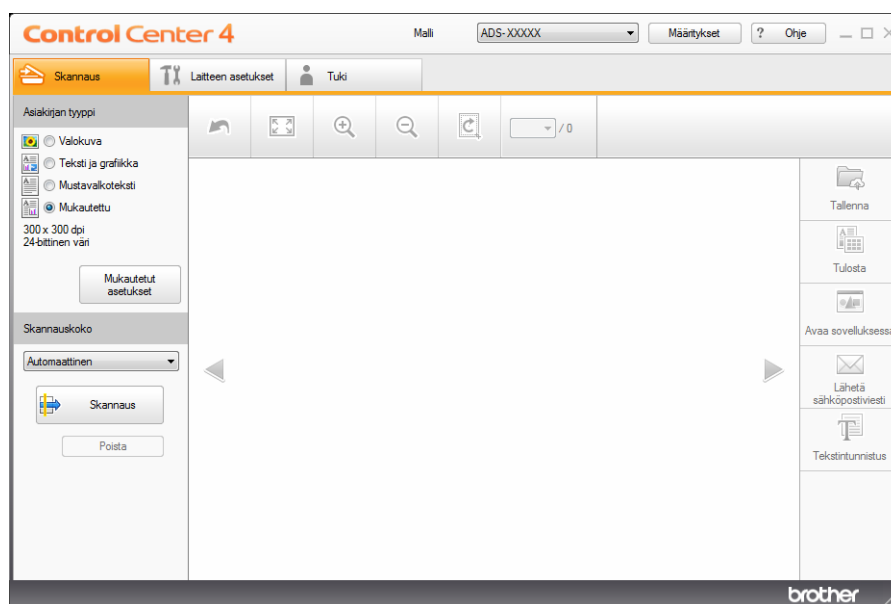 Control Center 4
Malli
ADS-XXXXX
Määritykset
? Ohje
Skannaus
Laitteen asetukset
Tuki
Asiakirjan tyyppi
Valokuva
Teksti ja grafiikka
Mustavalkoteksti
Mukautettu
300 x 300 dpi
24-bittinen väri
Mukautetut
asetukset
Skannauskoko
Automaattinen
Skannaus
Poista
/ 0
Tallenna
Tulosta
Avaa sovelluksessa
Lähetä
sähköpostiviesti
Tekstintunnistus
brother